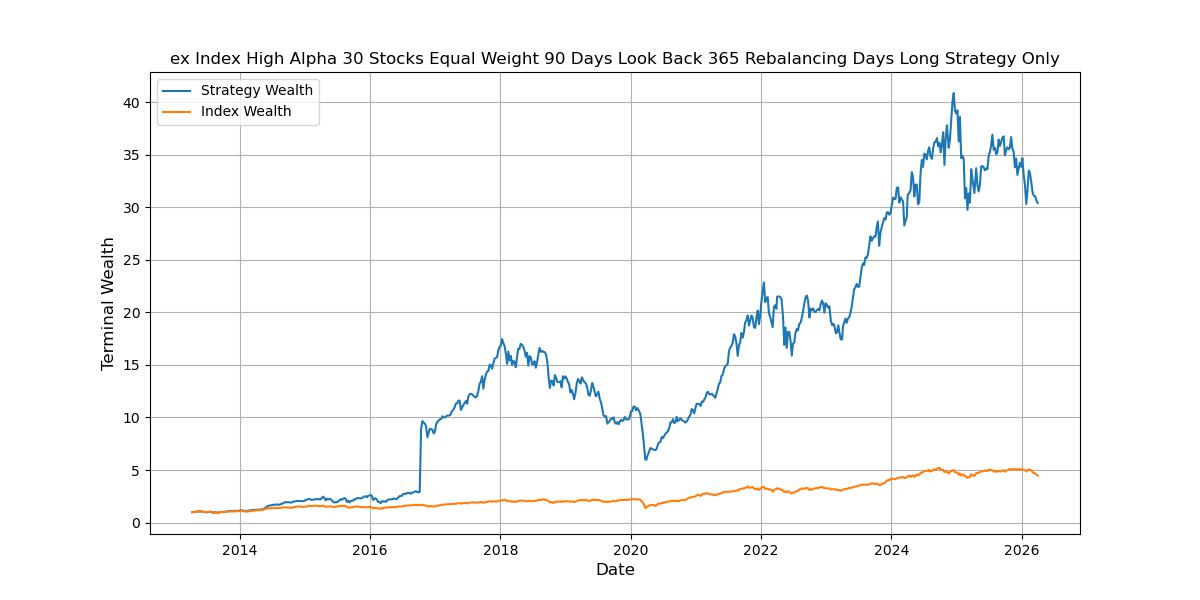 ex Index High Alpha 30 Stocks Equal Weight 90 Days Look Back 365 Rebalancing Days Long Strategy Only
Strategy Wealth
Index Wealth
Terminal Wealth
40
35
30
25
20
15
10
5
0
2014 2016 2018 2020 2022 2024 2026
Date